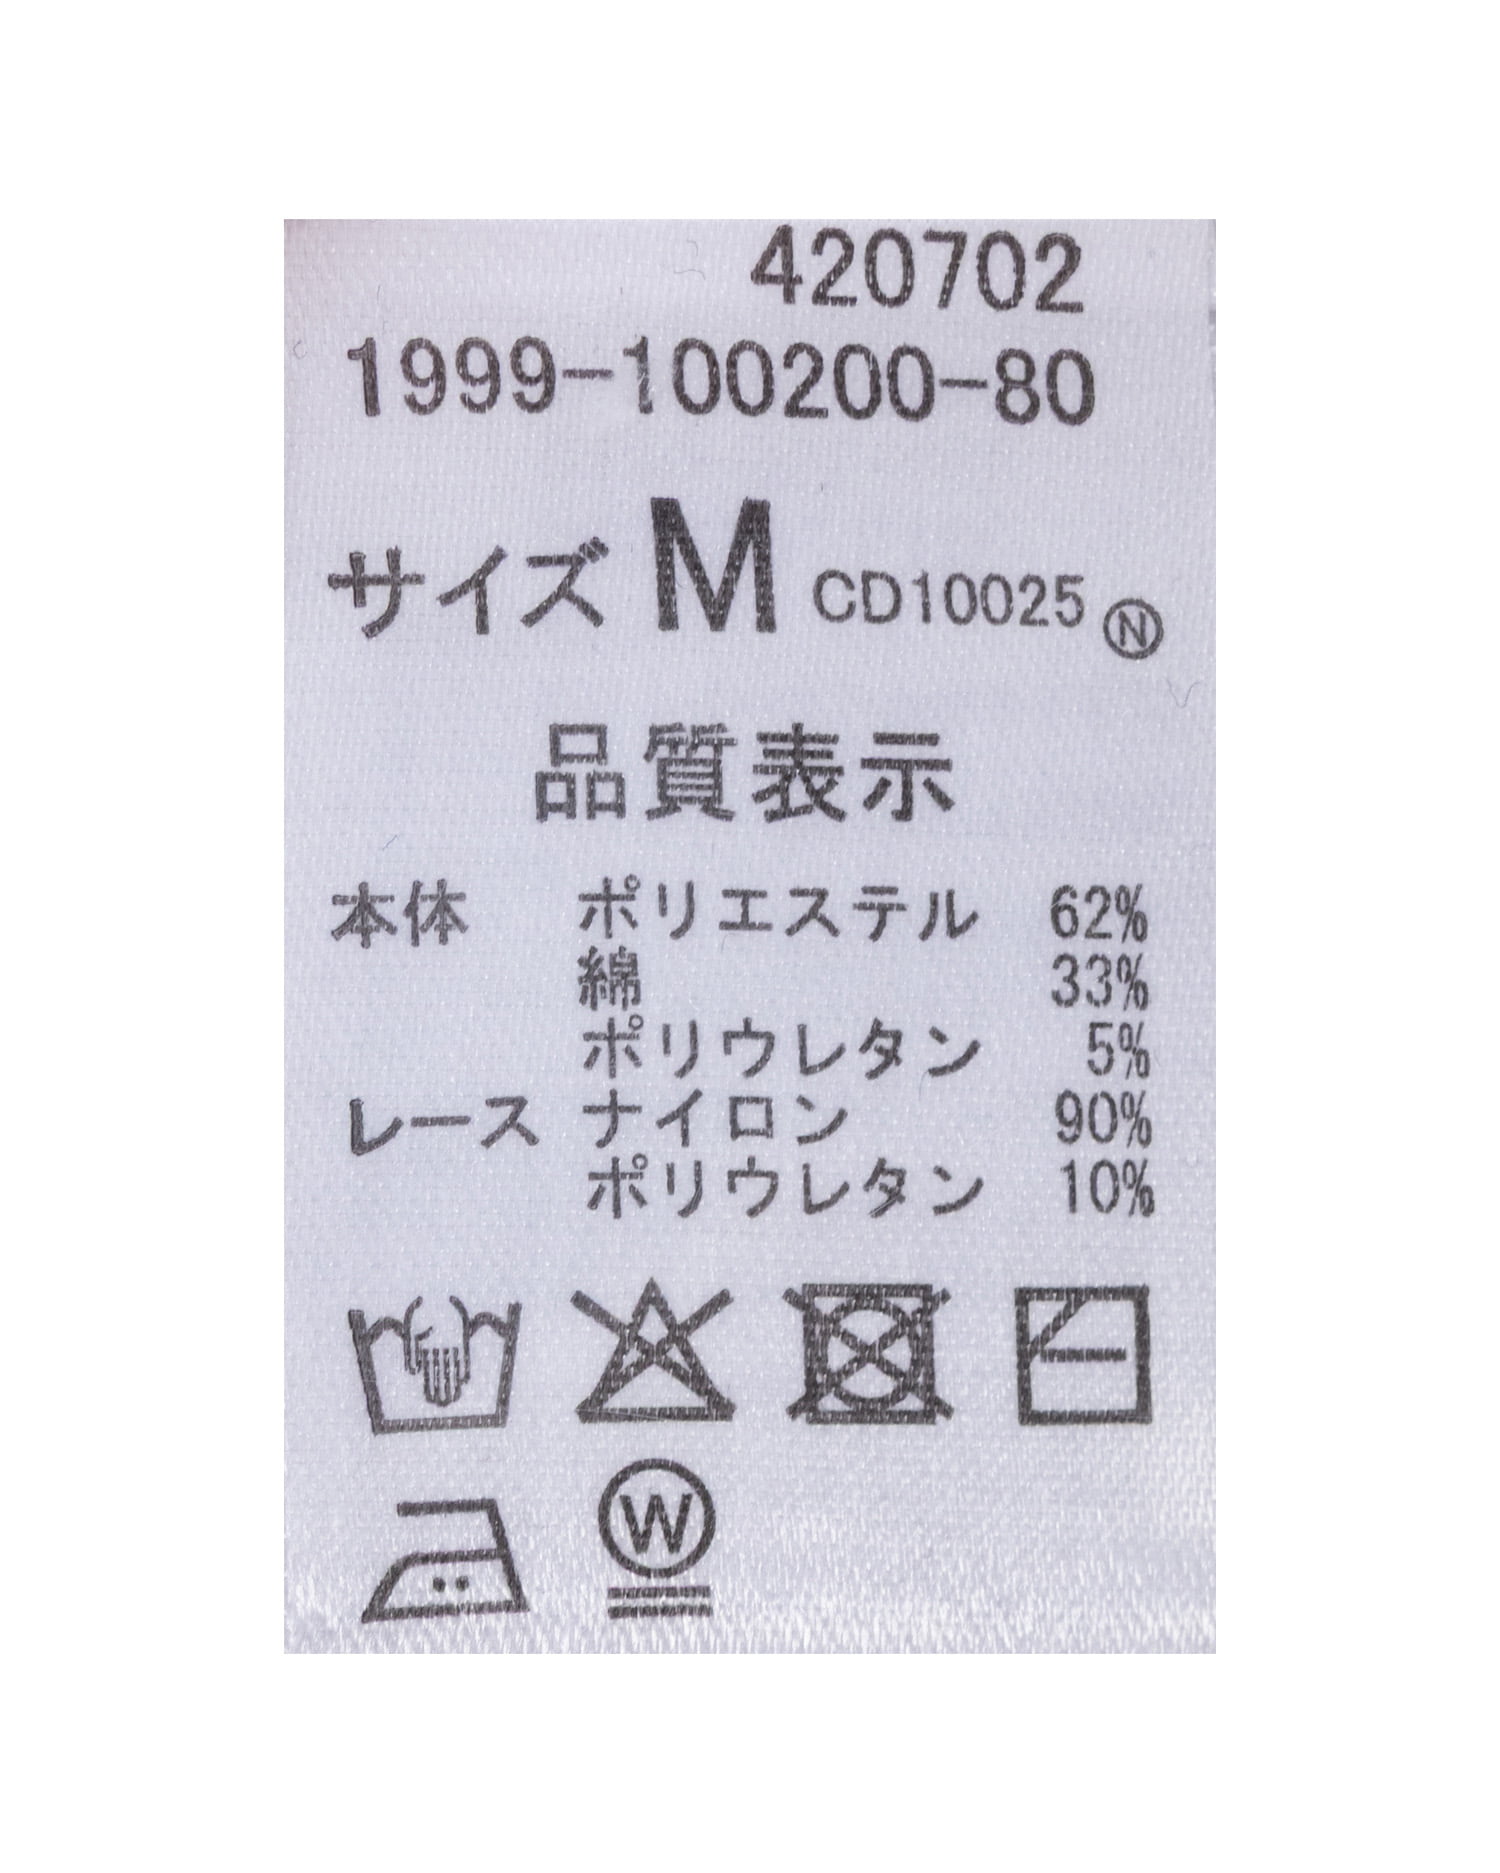 420702
1999-100200-80
サイズ M CD10025 Ⓝ
品質表示
本体 ポリエステル 62%
綿 33%
ポリウレタン 5%
レース ナイロン 90%
ポリウレタン 10%
W